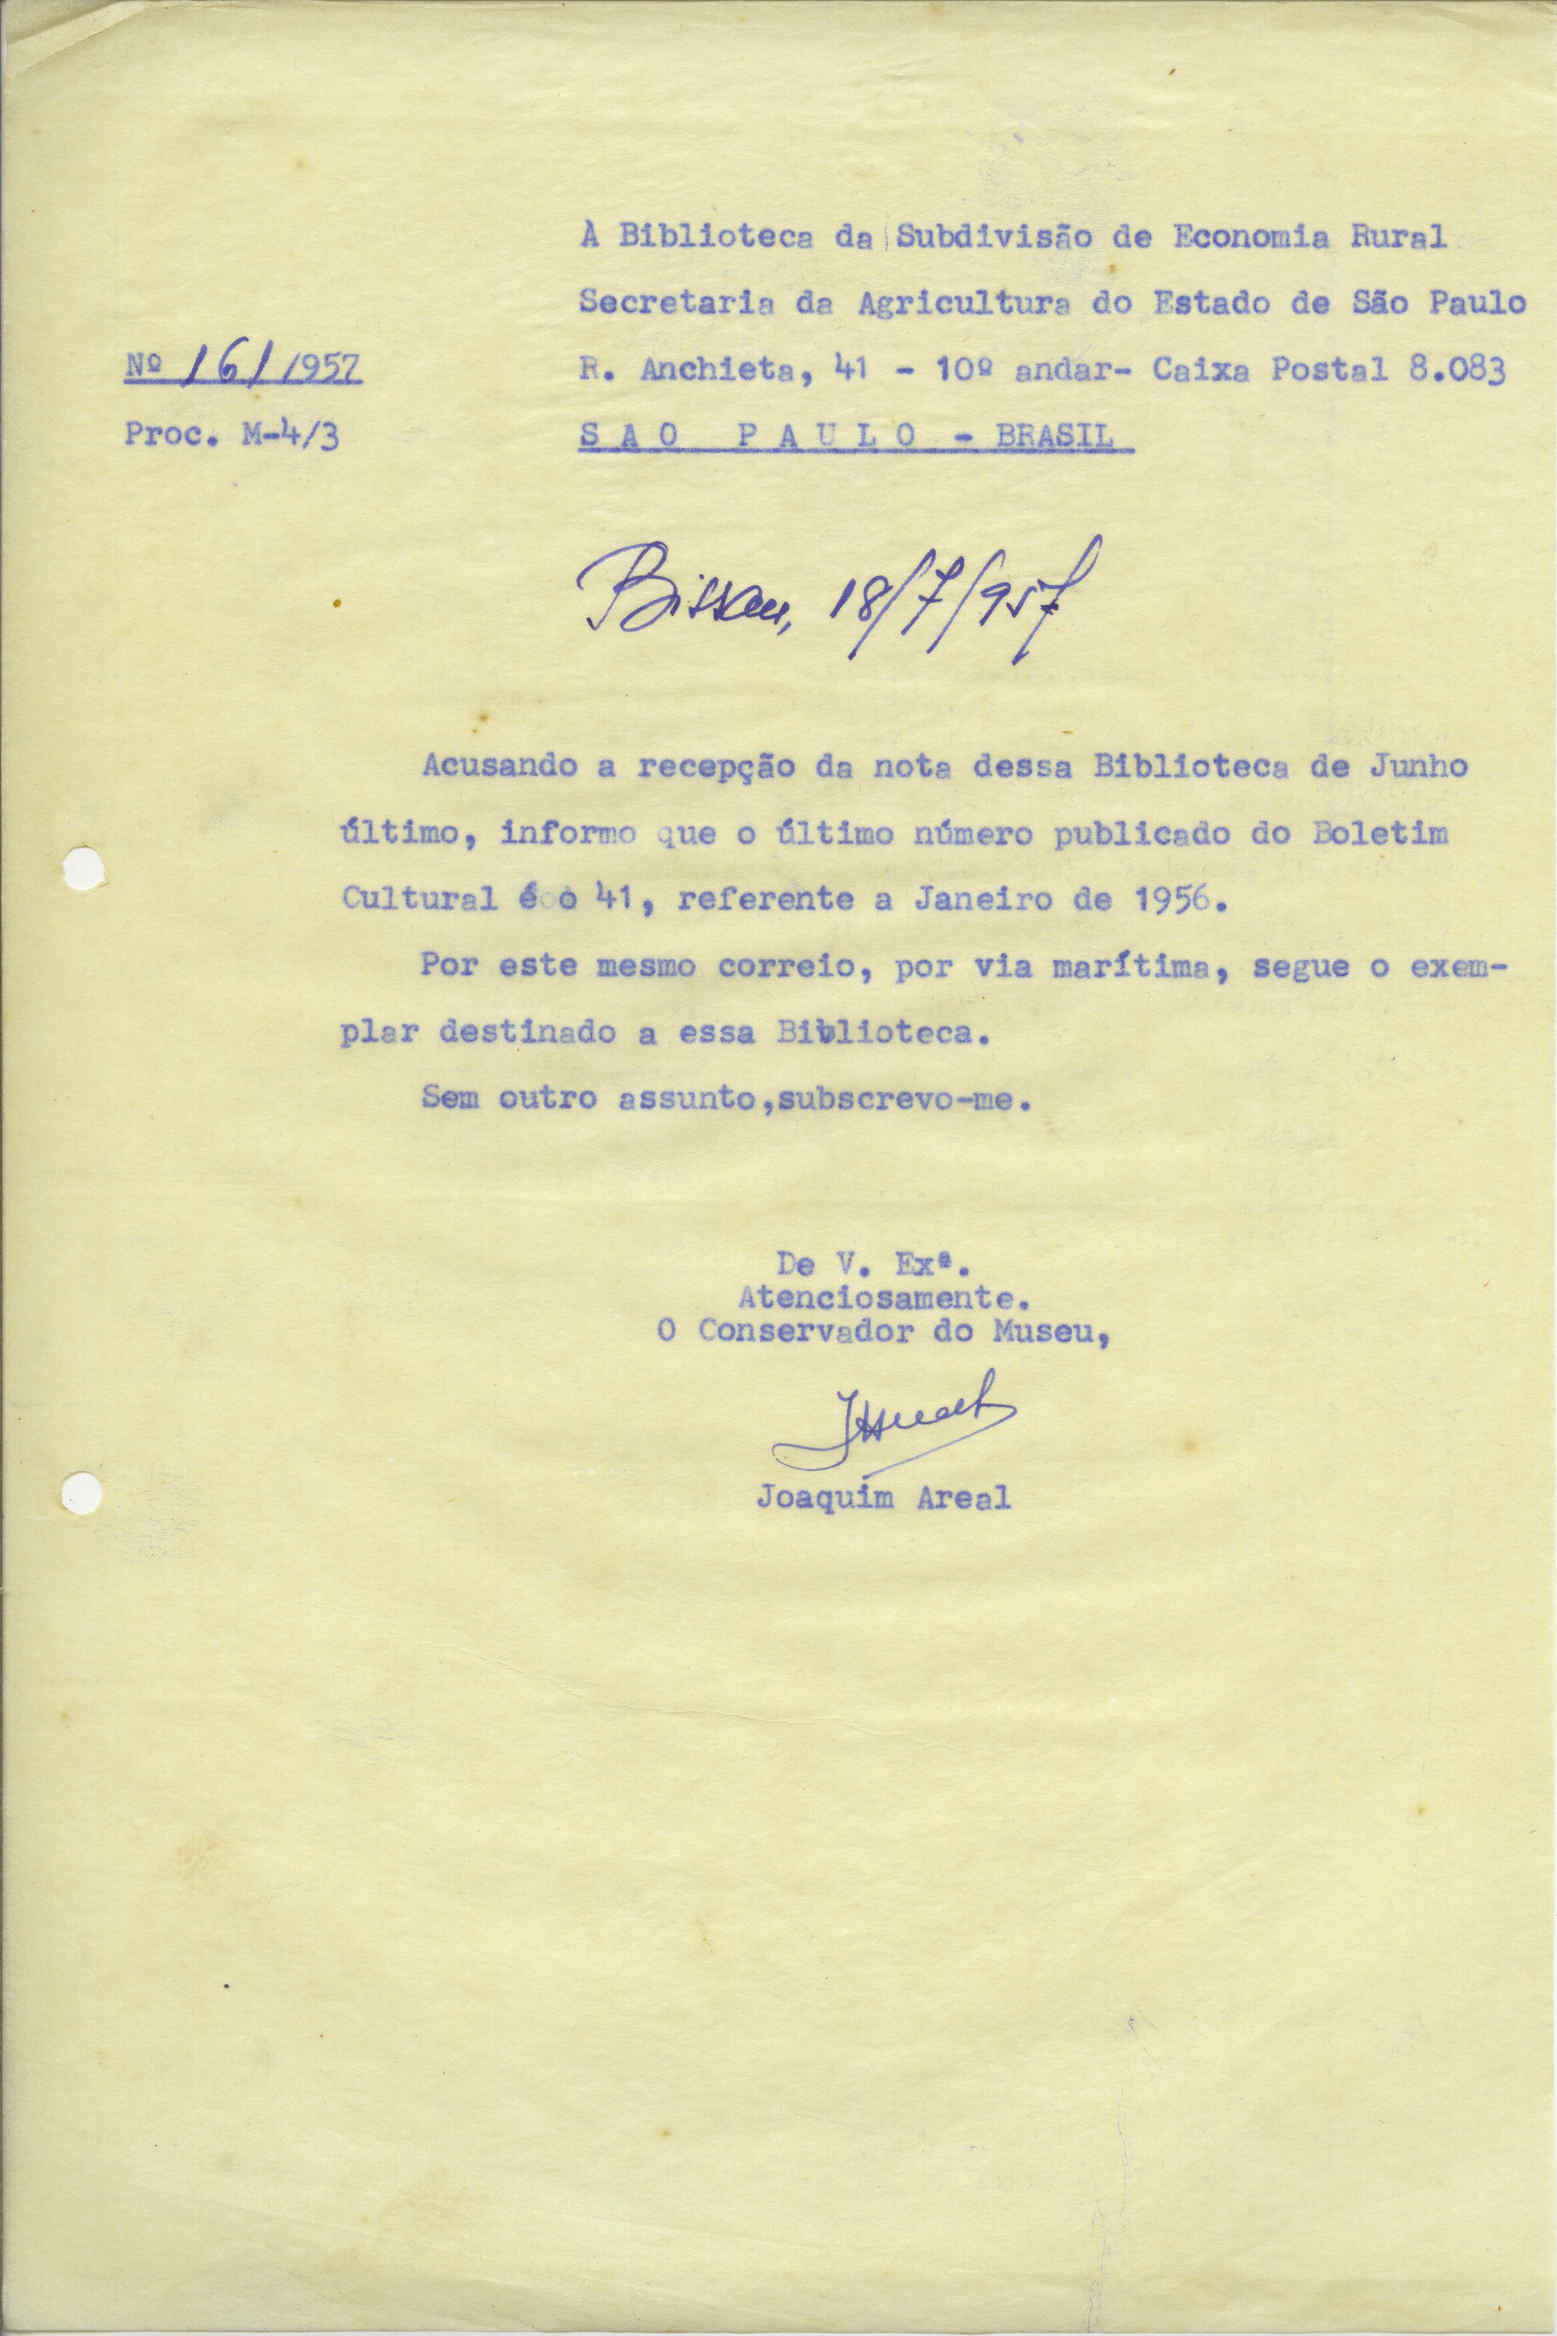 À Biblioteca da Subdivisão de Economia Rural
Secretaria da Agricultura do Estado de São Paulo
Nº 161/1957
R. Anchieta, 41 - 10º andar- Caixa Postal 8.083
Proc. M-4/3
S A O P A U L O - BRASIL
Bissau, 18/7/957
Acusando a recepção da nota dessa Biblioteca de Junho
último, informo que o último número publicado do Boletim
Cultural é o 41, referente a Janeiro de 1956.
Por este mesmo correio, por via marítima, segue o exem-
plar destinado a essa Biblioteca.
Sem outro assunto,subscrevo-me.
De V. Exª.
Atenciosamente.
O Conservador do Museu,
Joaquim Areal